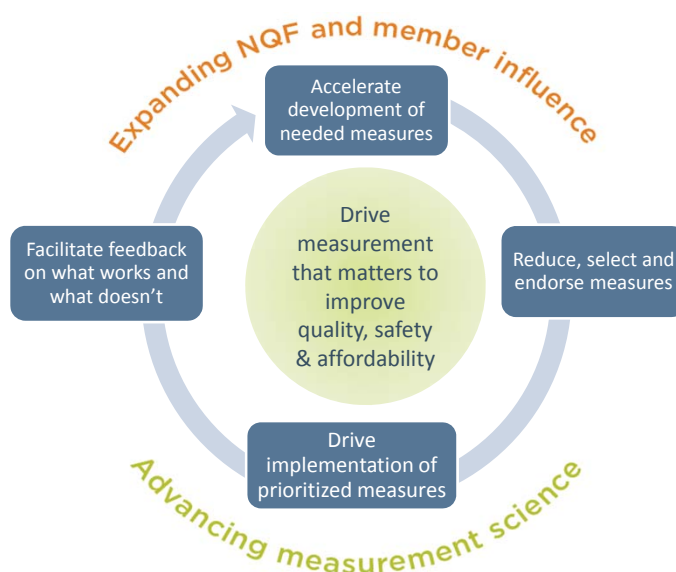 Expanding NQF and member influence
Accelerate
development of
needed measures
Reduce, select and
endorse measures
Drive
implementation of
prioritized measures
Facilitate feedback
on what works and
what doesn’t
Drive
measurement
that matters to
improve
quality, safety
& affordability
Advancing measurement science